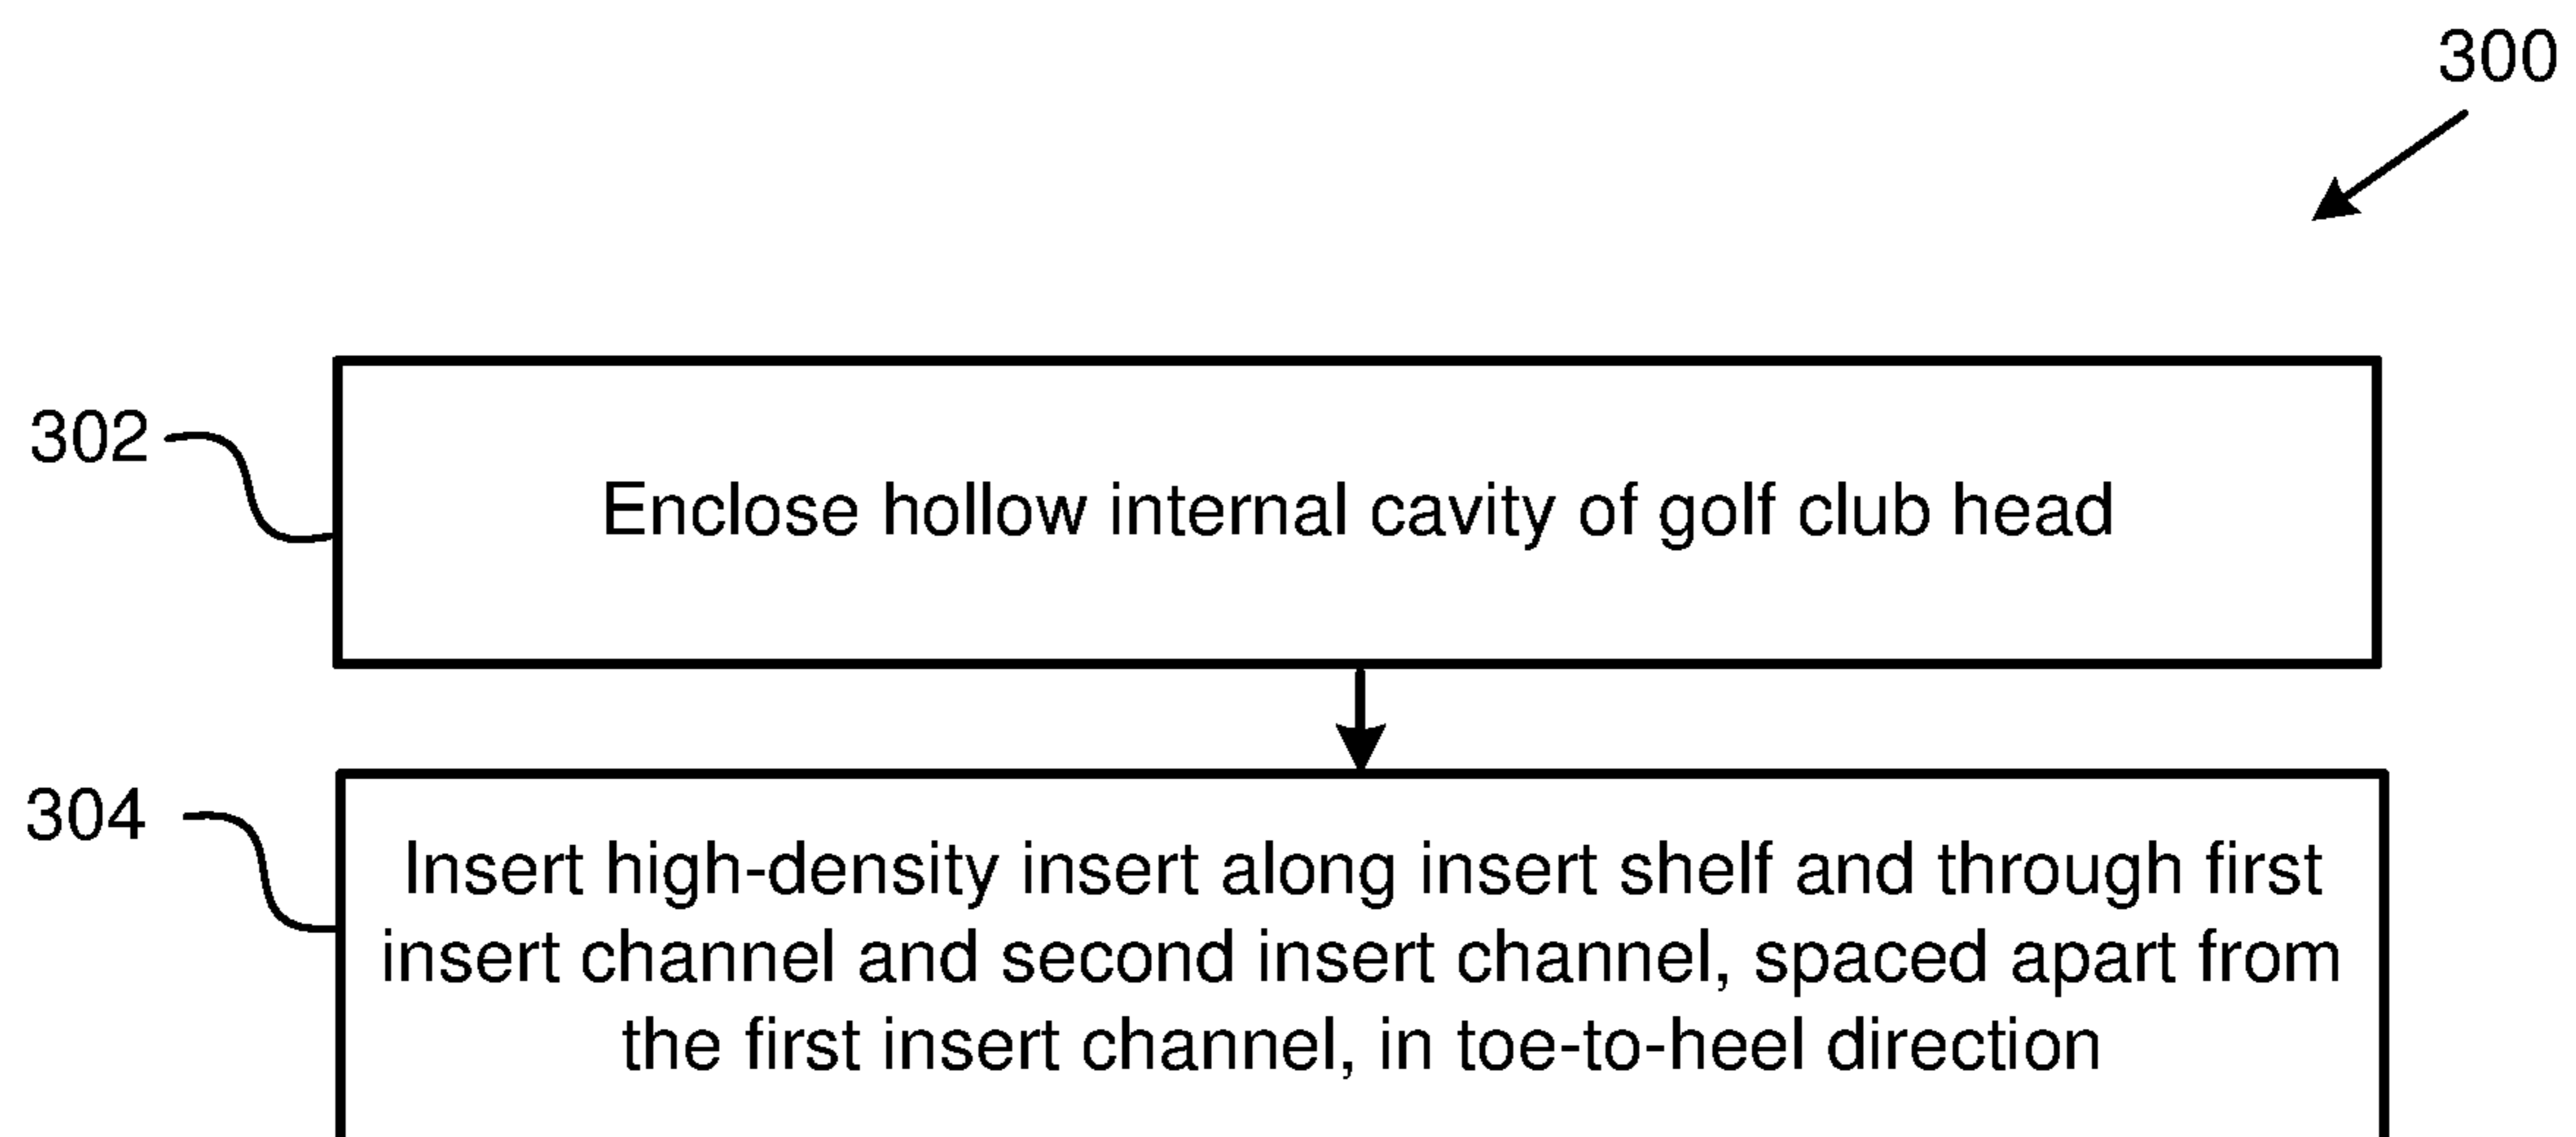 300
302
Enclose hollow internal cavity of golf club head
304
Insert high-density insert along insert shelf and through first
insert channel and second insert channel, spaced apart from
the first insert channel, in toe-to-heel direction